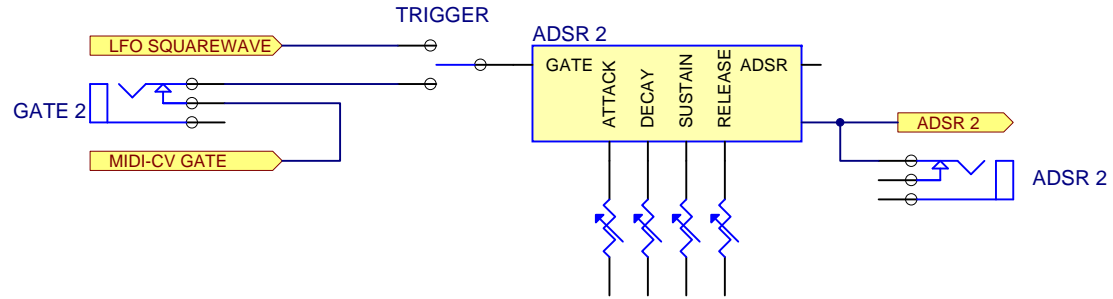 TRIGGER
LFO SQUAREWAVE
ADSR 2
GATE
ADSR
ATTACK
DECAY
SUSTAIN
RELEASE
GATE 2
ADSR 2
MIDI-CV GATE
ADSR 2